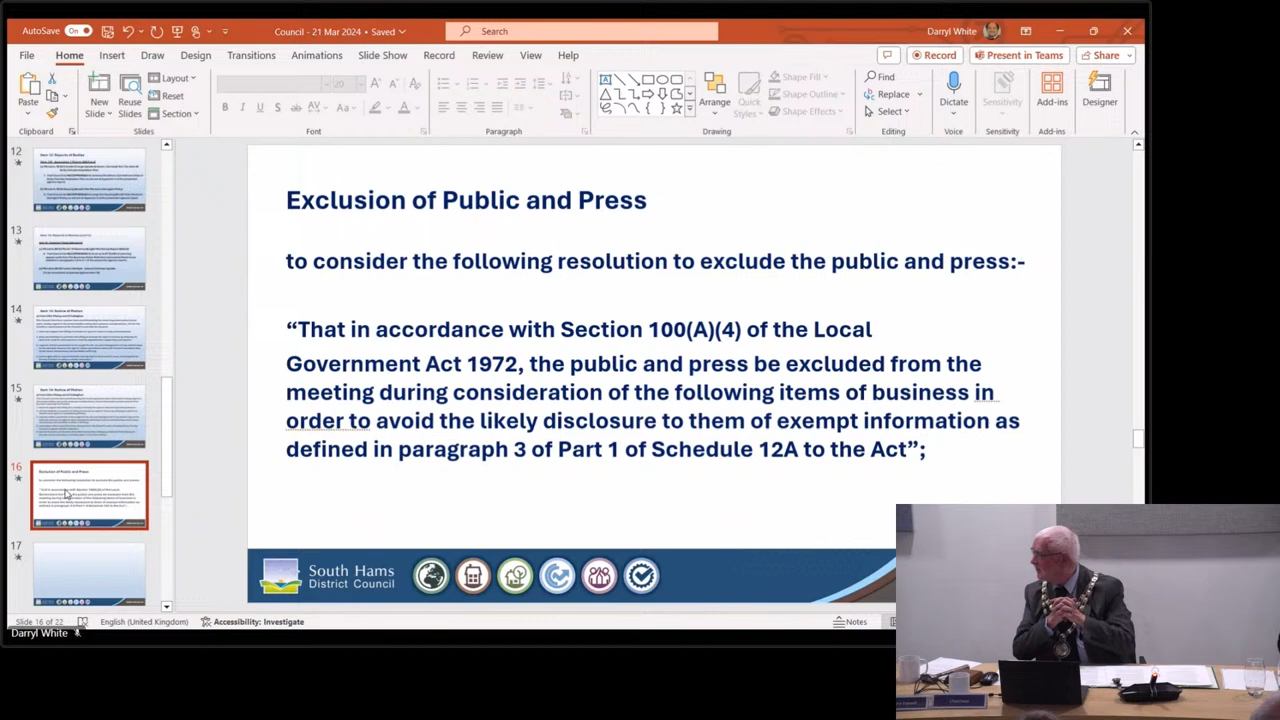 AutoSave On Council - 21 Mar 2024 • Saved Search Darryl White
File Home Insert Draw Design Transitions Animations Slide Show Record Review View Help Record Present in Teams Share
Paste New Slide Reuse Slides Layout Reset Section 20 B I U S AV Aa Arrange Quick Styles Shape Fill Shape Outline Shape Effects Find Replace Select Dictate Sensitivity Add-ins Designer
Clipboard Slides Font Paragraph Drawing Editing Voice Sensitivity Add-ins
12
13
14
15
16
17
Exclusion of Public and Press
to consider the following resolution to exclude the public and press:-
“That in accordance with Section 100(A)(4) of the Local
Government Act 1972, the public and press be excluded from the
meeting during consideration of the following items of business in
order to avoid the likely disclosure to them of exempt information as
defined in paragraph 3 of Part 1 of Schedule 12A to the Act”;
South Hams
District Council
Slide 16 of 22 English (United Kingdom) Accessibility: Investigate Notes
Darryl White